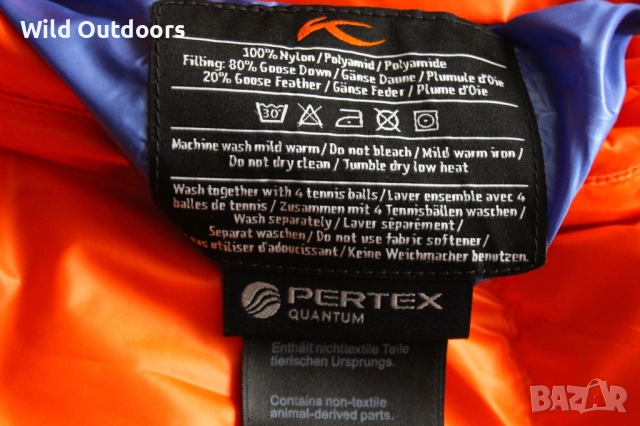 Wild Outdoors
100% Nylon/Polyamid/Polyamide
Filling: 80% Goose Down/Gänse Daune/Plumule d'Oie
20% Goose Feather/Gänse Feder/Plume d'Oie
30°
Machine wash mild warm/Do not bleach/Mild warm iron/
Do not dry clean/Tumble dry low heat
Wash together with 4 tennis balls/Laver ensemble avec 4
balles de tennis/Zusammen mit 4 Tennisbällen waschen/
Wash separately/Laver séparément/
Separat waschen/Do not use fabric softener/
utiliser d'adoucissant/Keine Weichmacher benutzen.
PERTEX
QUANTUM
Enthält nichttextile Teile
tierischen Ursprungs.
Contains non-textile
animal-derived parts.
BAZAR
bg